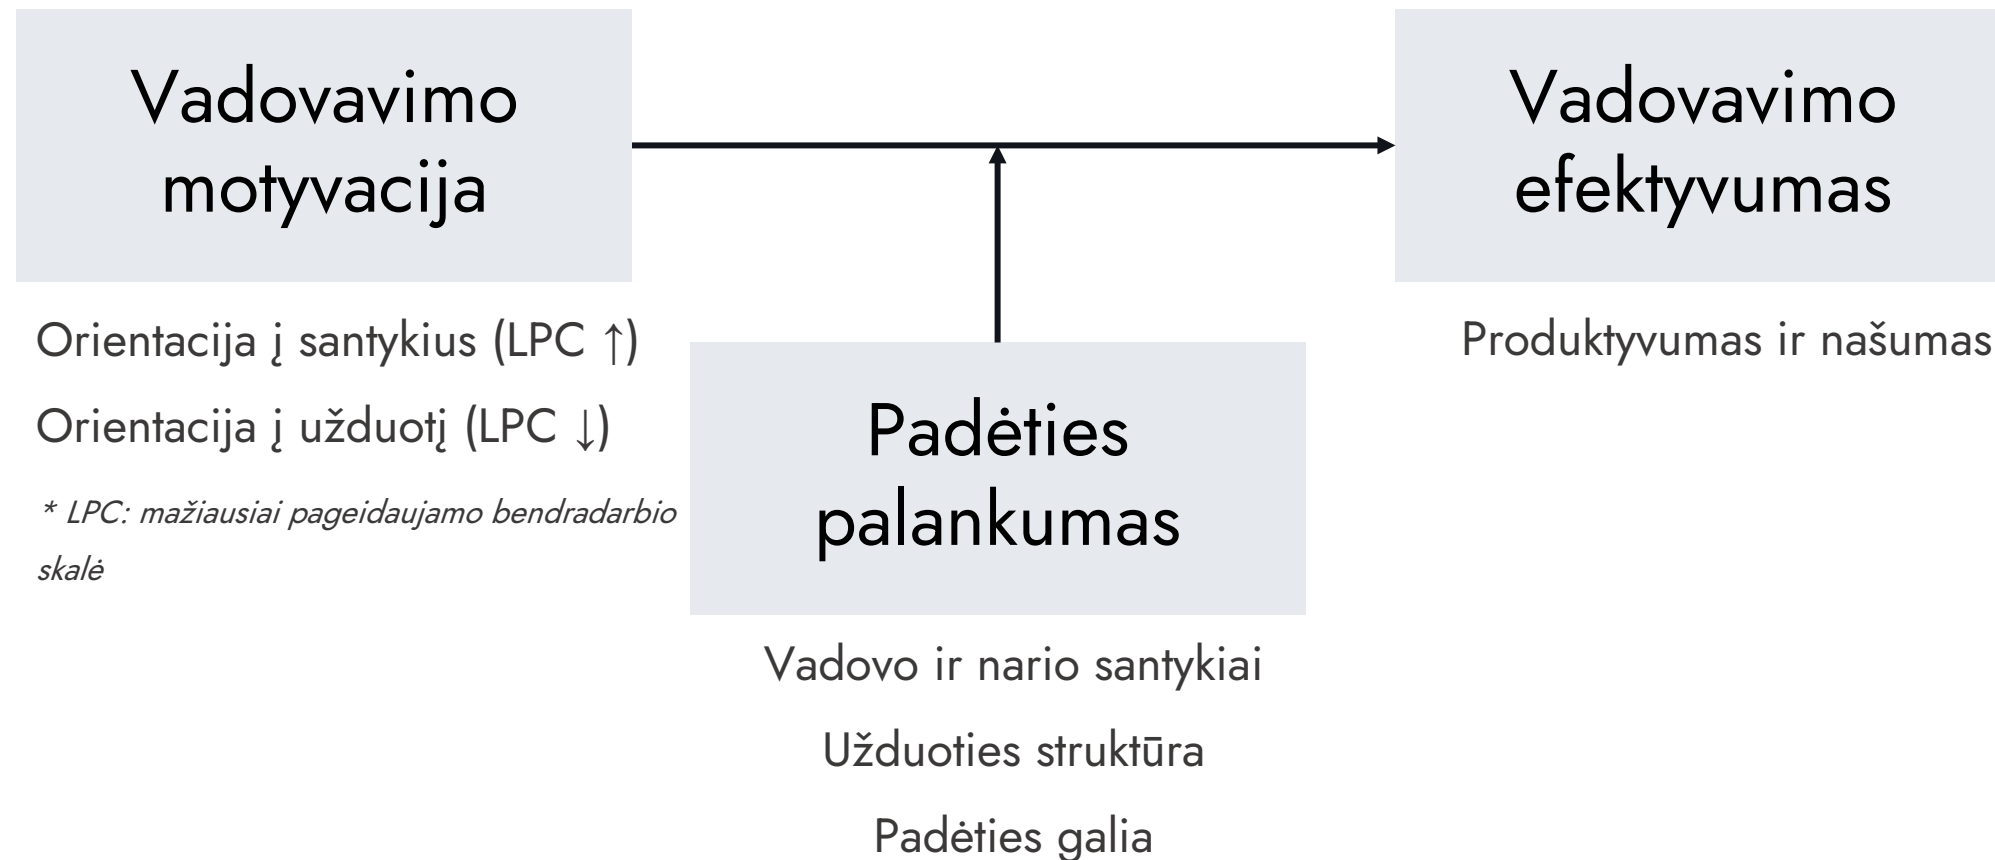 Vadovavimo
motyvacija
Orientacija į santykius (LPC ↑)
Orientacija į užduotį (LPC ↓)
* LPC: mažiausiai pageidaujamo bendradarbio
skalė
Padėties
palankumas
Vadovo ir nario santykiai
Užduoties struktūra
Padėties galia
Vadovavimo
efektyvumas
Produktyvumas ir našumas